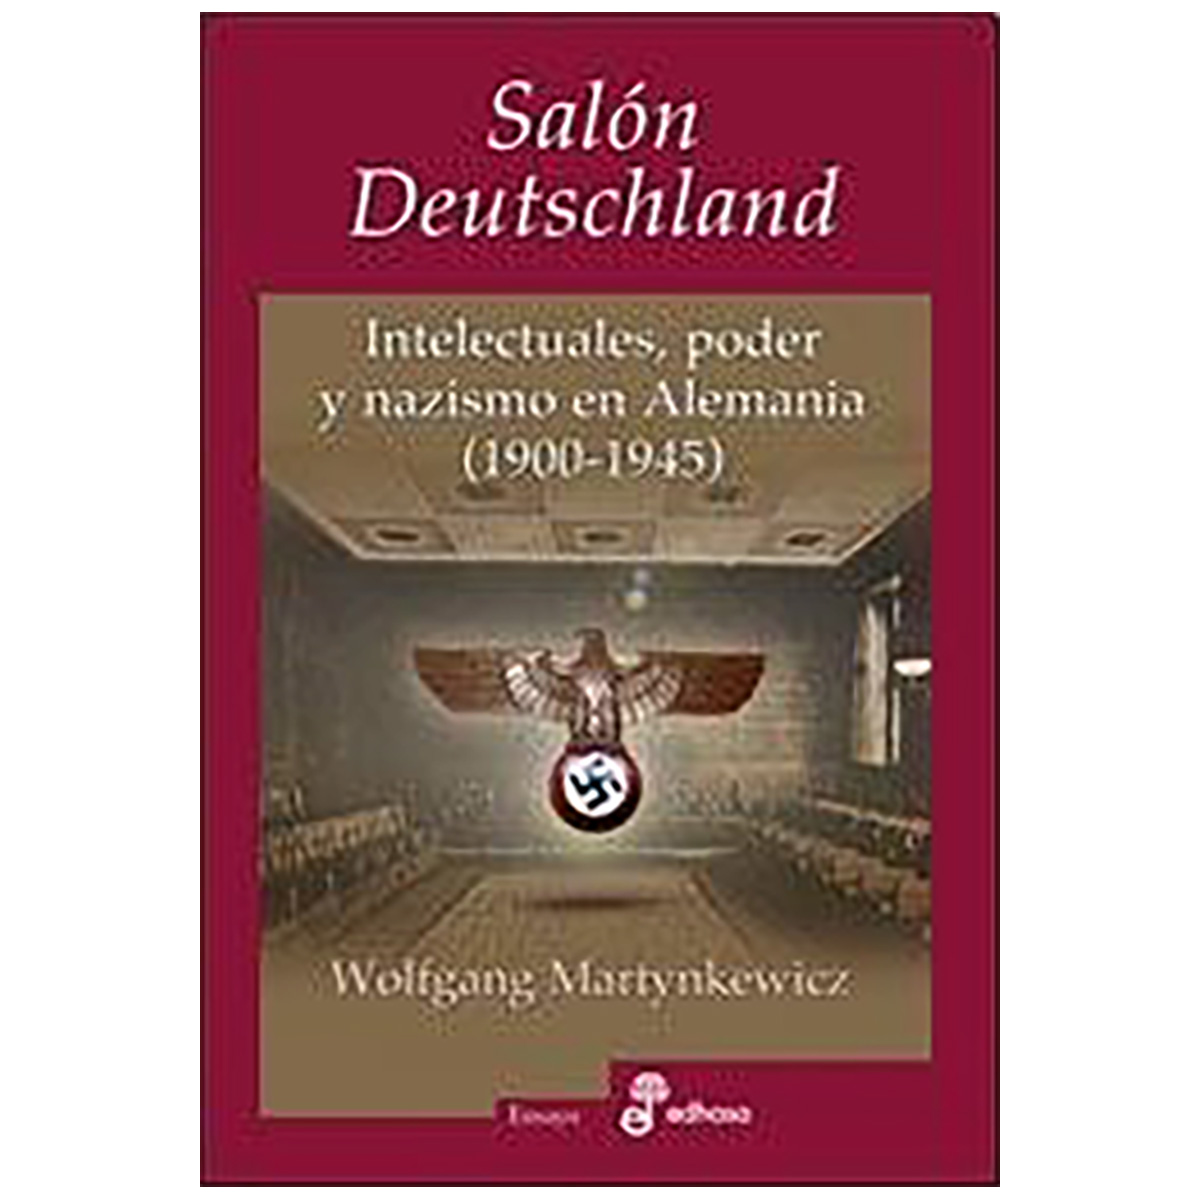 Salón
Deutschland
Intelectuales, poder
y nazismo en Alemania
(1900-1945)
Wolfgang Martynkewicz
Ensayo
edhasa